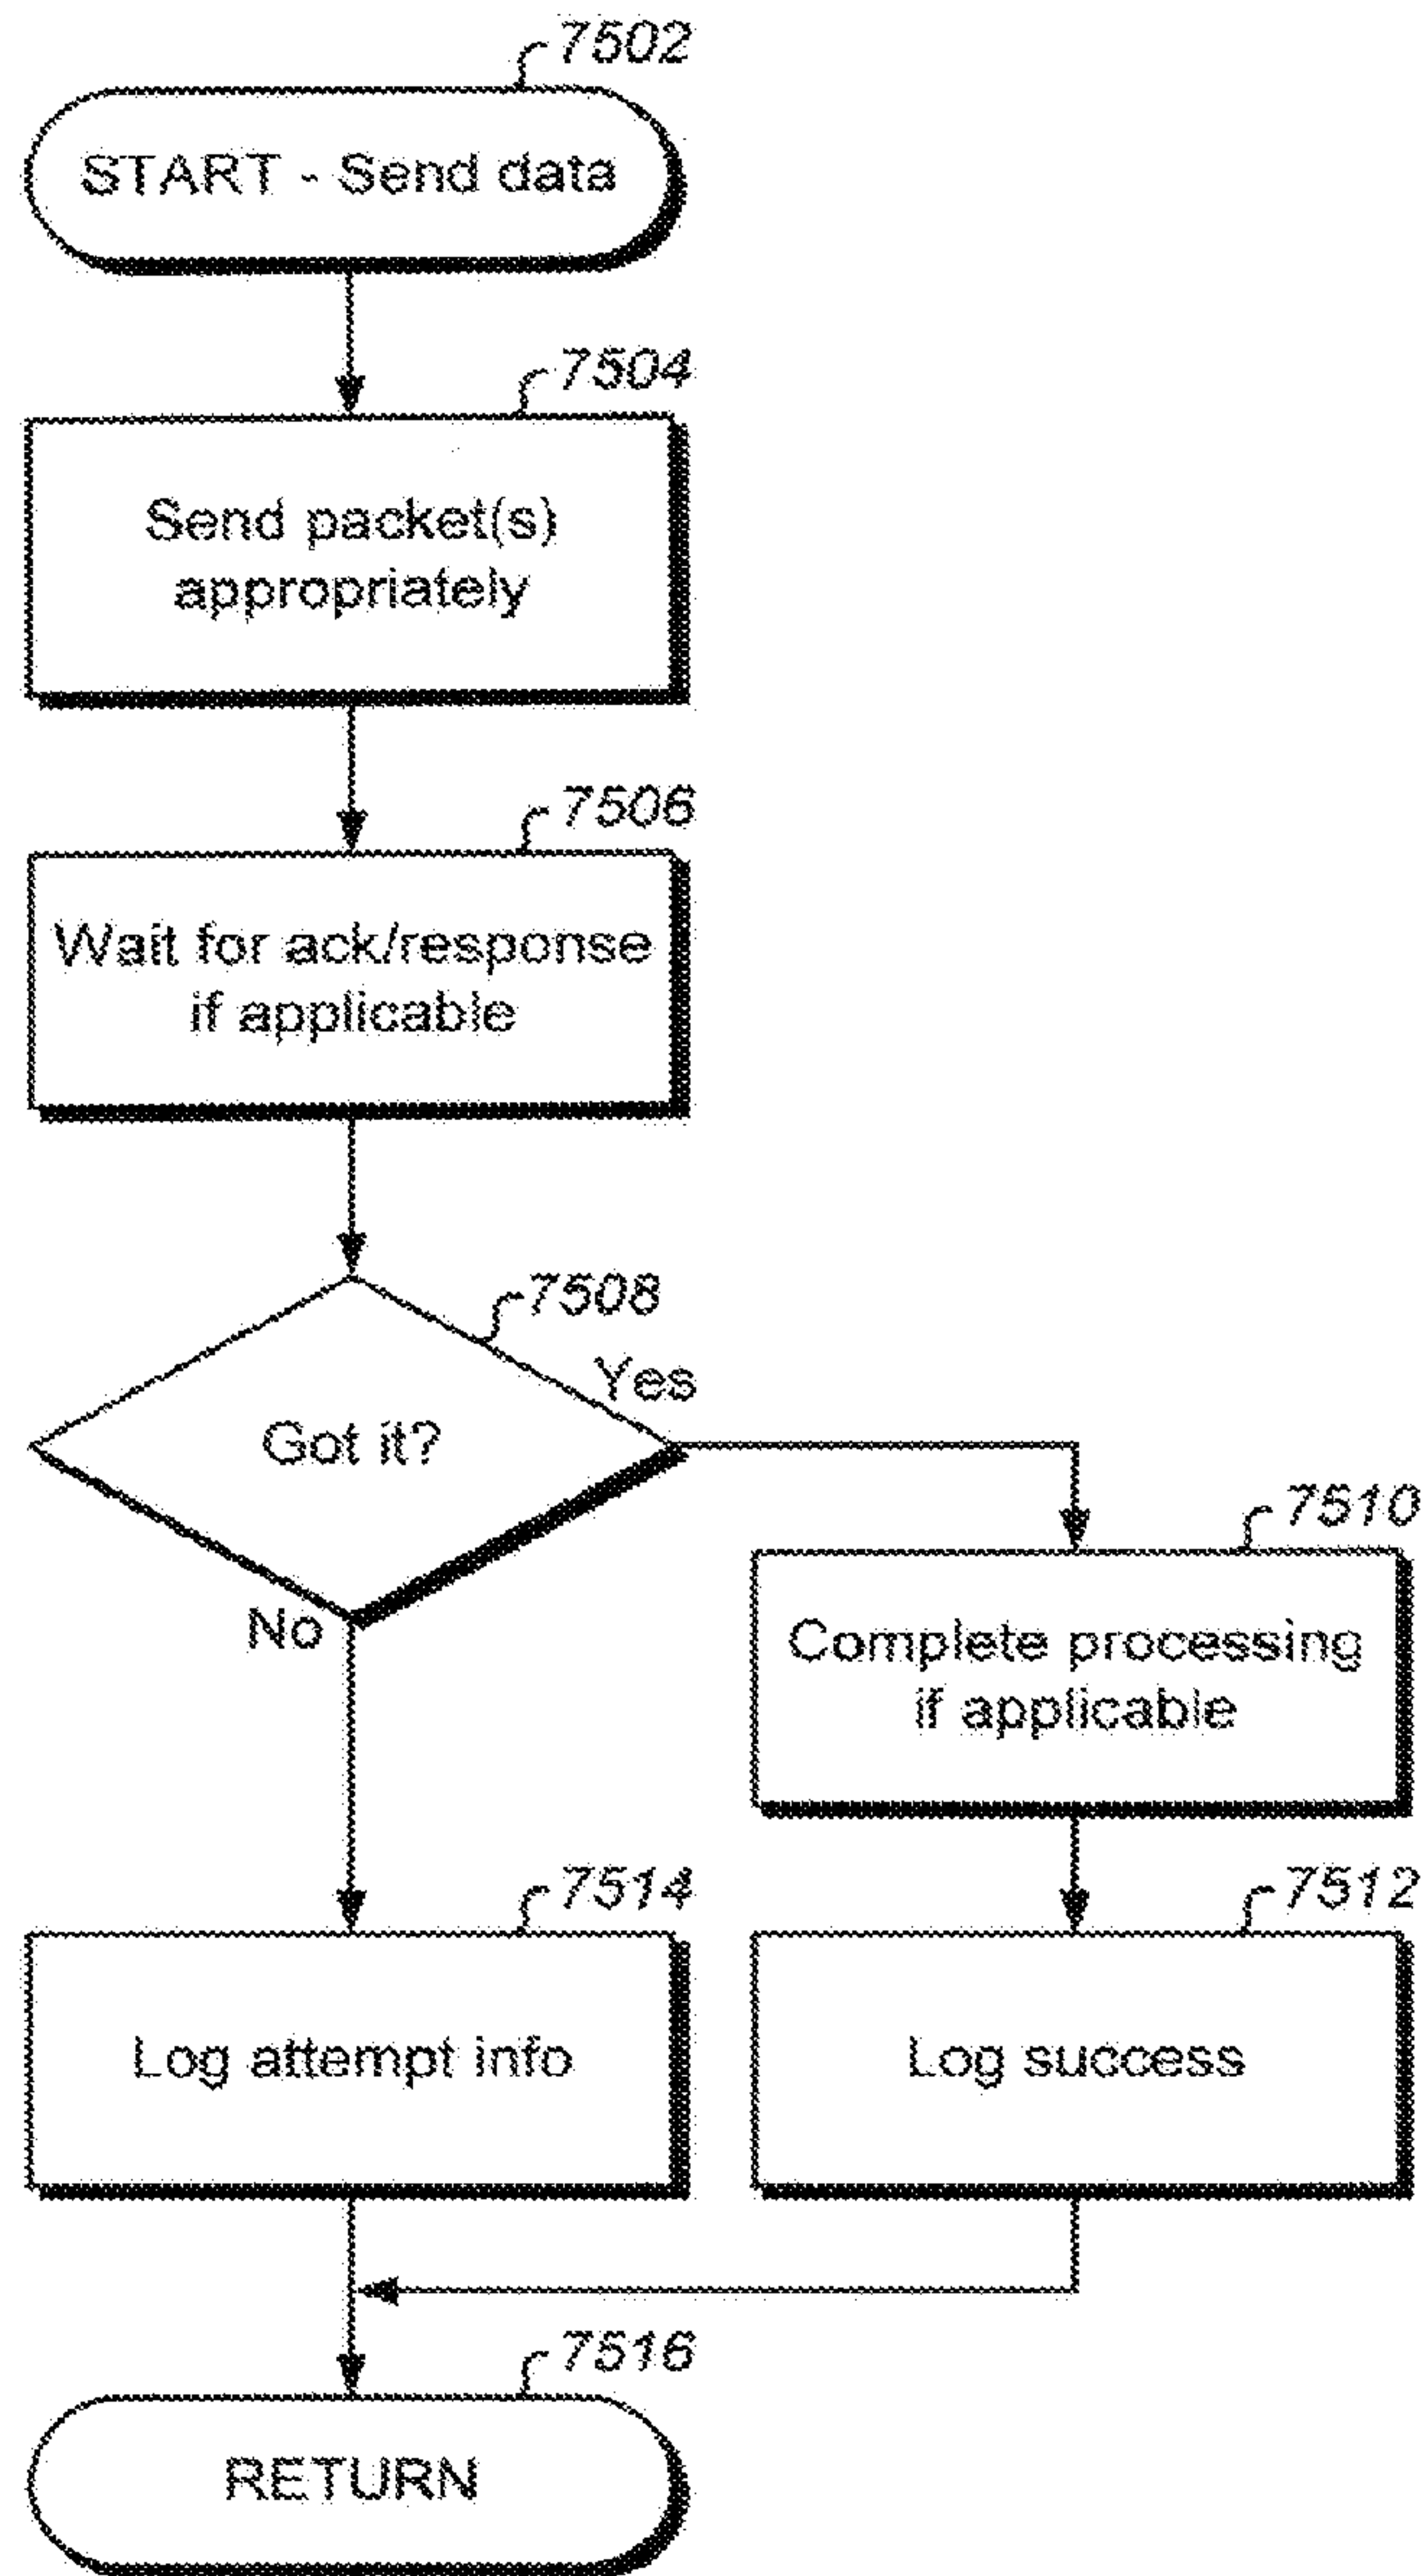 7502
START - Send data
7504
Send packet(s)
appropriately
7506
Wait for ack/response
if applicable
7508
Yes
Got it?
No
7510
Complete processing
if applicable
7514
Log attempt info
7512
Log success
7516
RETURN